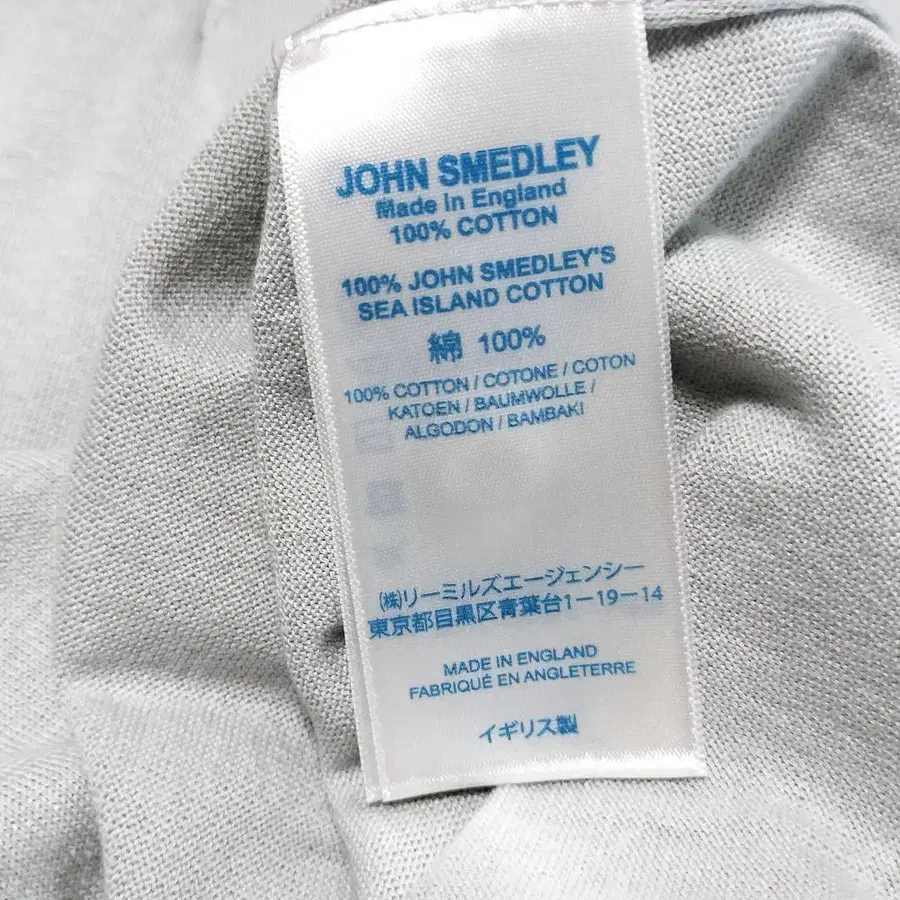 JOHN SMEDLEY
Made in England
100% COTTON
100% JOHN SMEDLEY'S
SEA ISLAND COTTON
綿 100%
100% COTTON / COTONE / COTON
KATOEN / BAUMWOLLE /
ALGODON / BAMBAKI
㈱リーミルズエージェンシー
東京都目黒区青葉台1-19-14
MADE IN ENGLAND
FABRIQUÉ EN ANGLETERRE
イギリス製